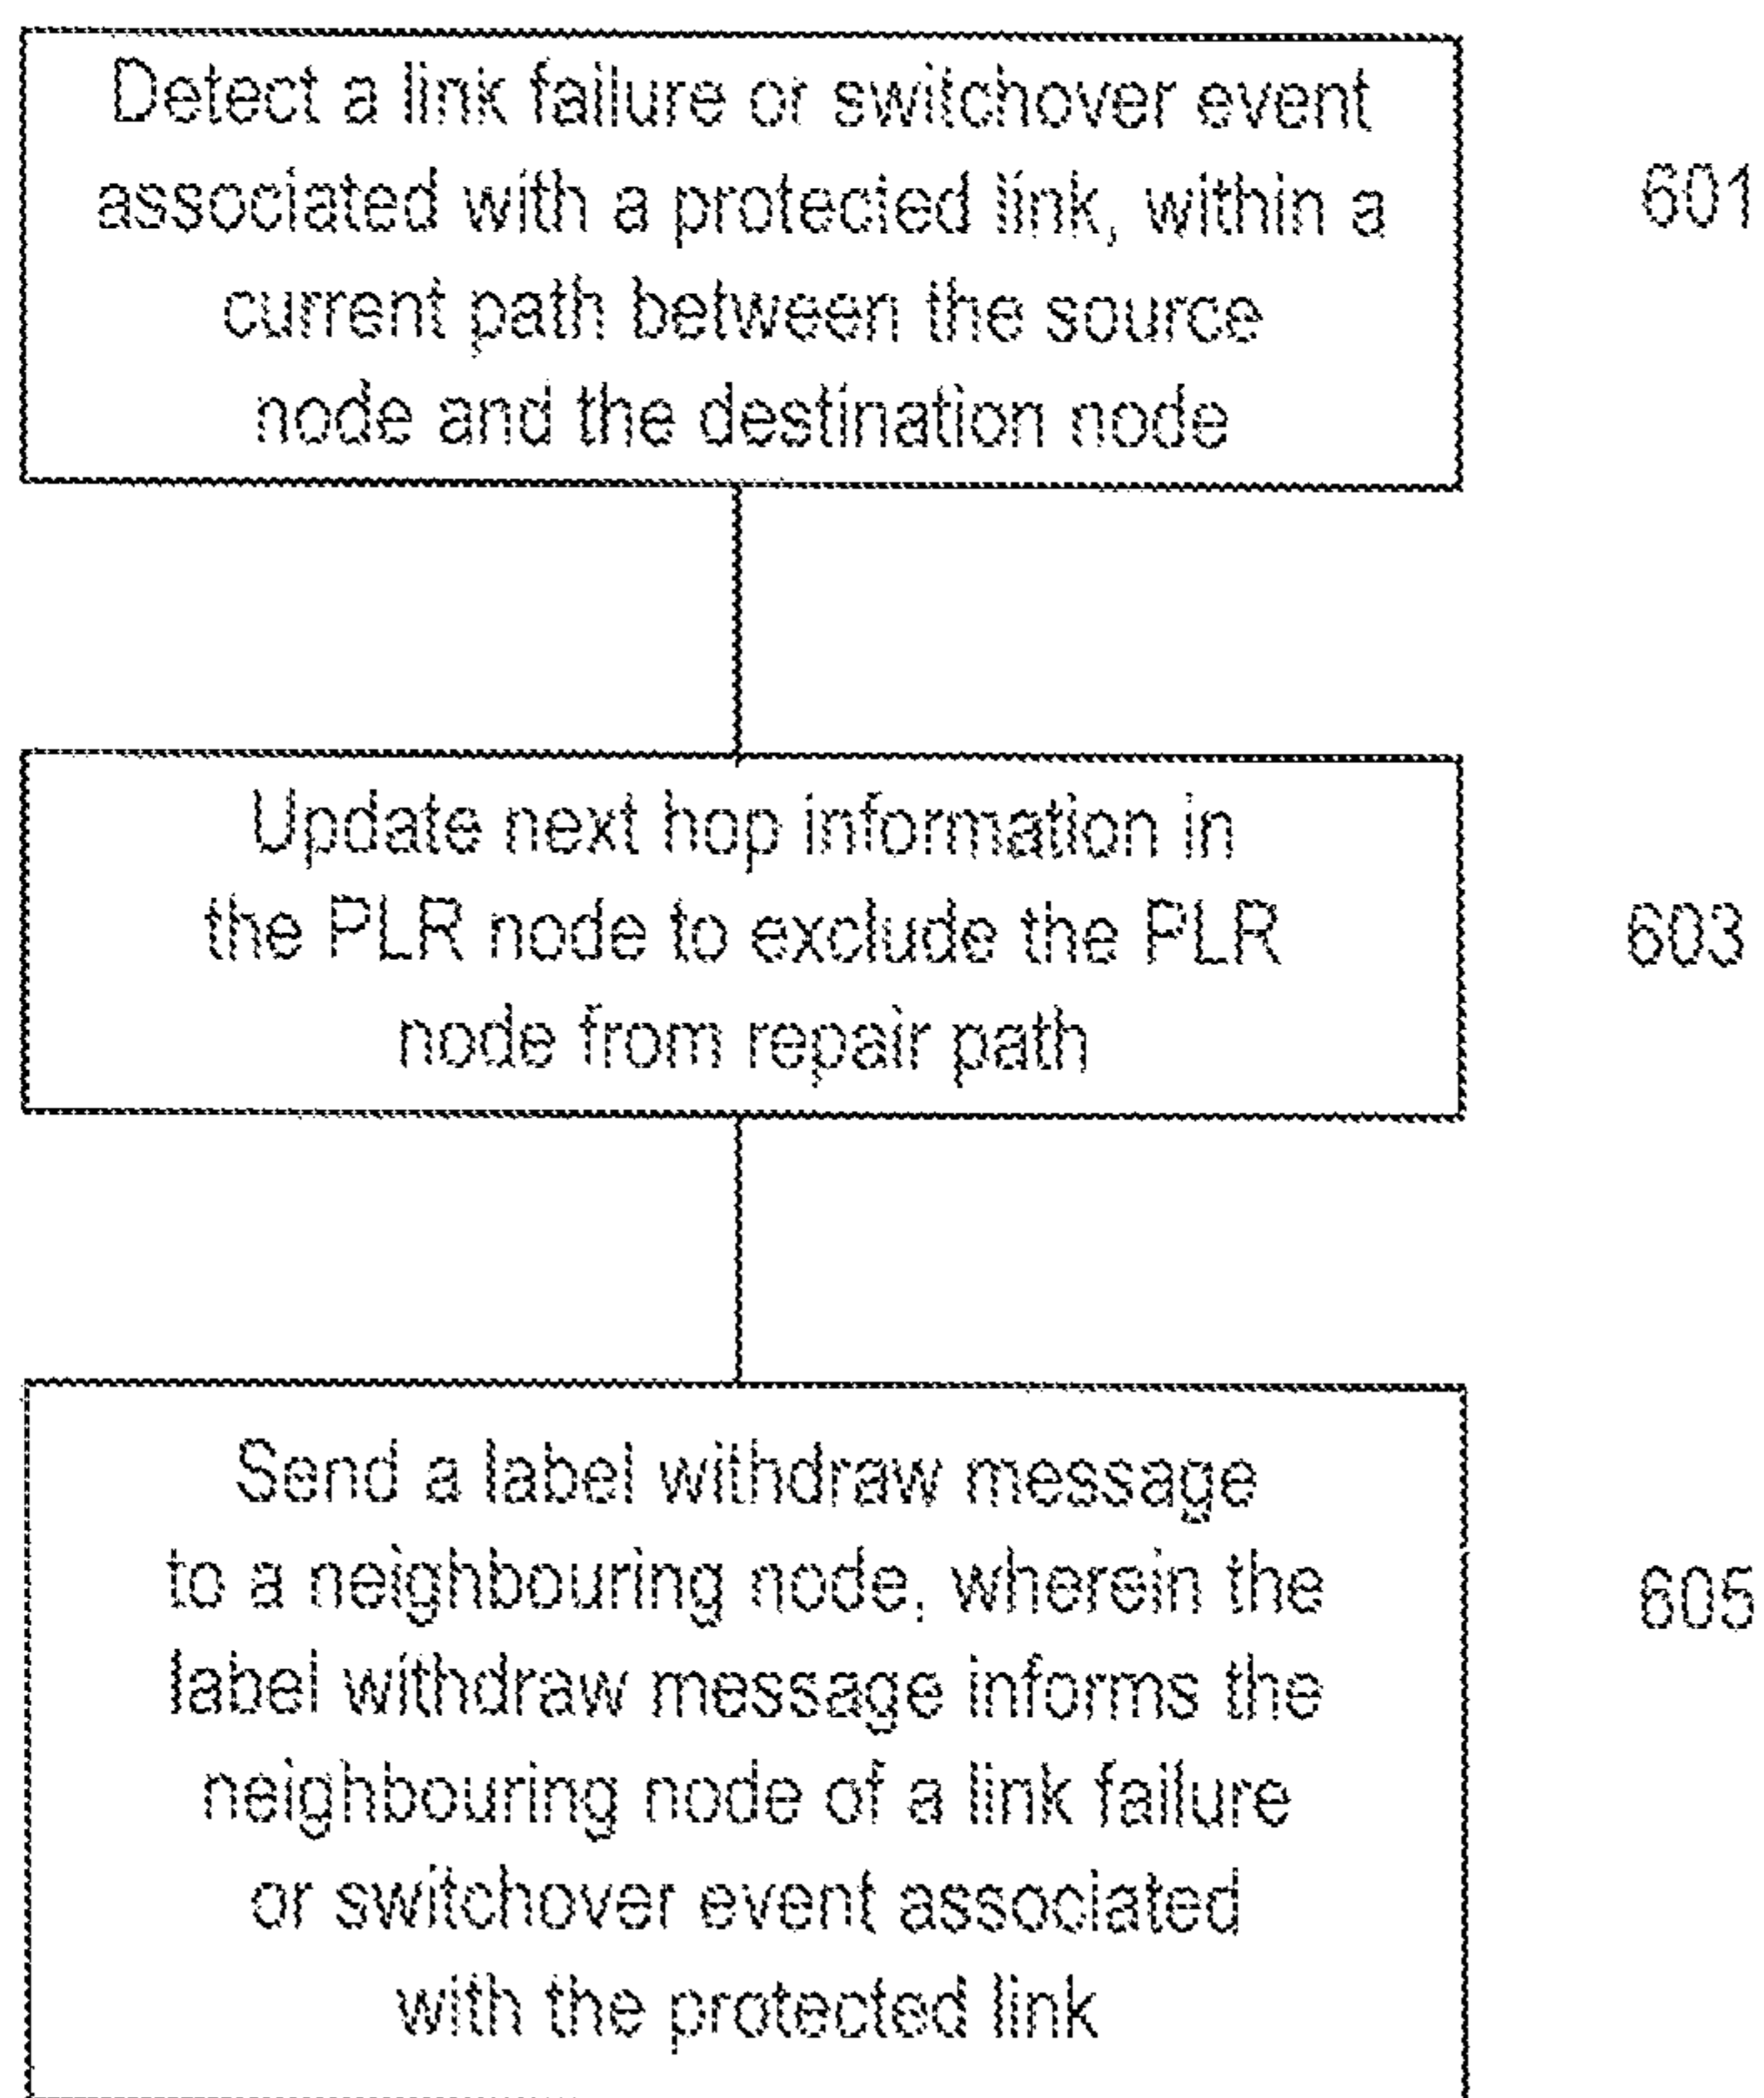 Detect a link failure or switchover event
associated with a protected link, within a
current path between the source
node and the destination node
601
Update next hop information in
the PLR node to exclude the PLR
node from repair path
603
Send a label withdraw message
to a neighbouring node, wherein the
label withdraw message informs the
neighbouring node of a link failure
or switchover event associated
with the protected link
605